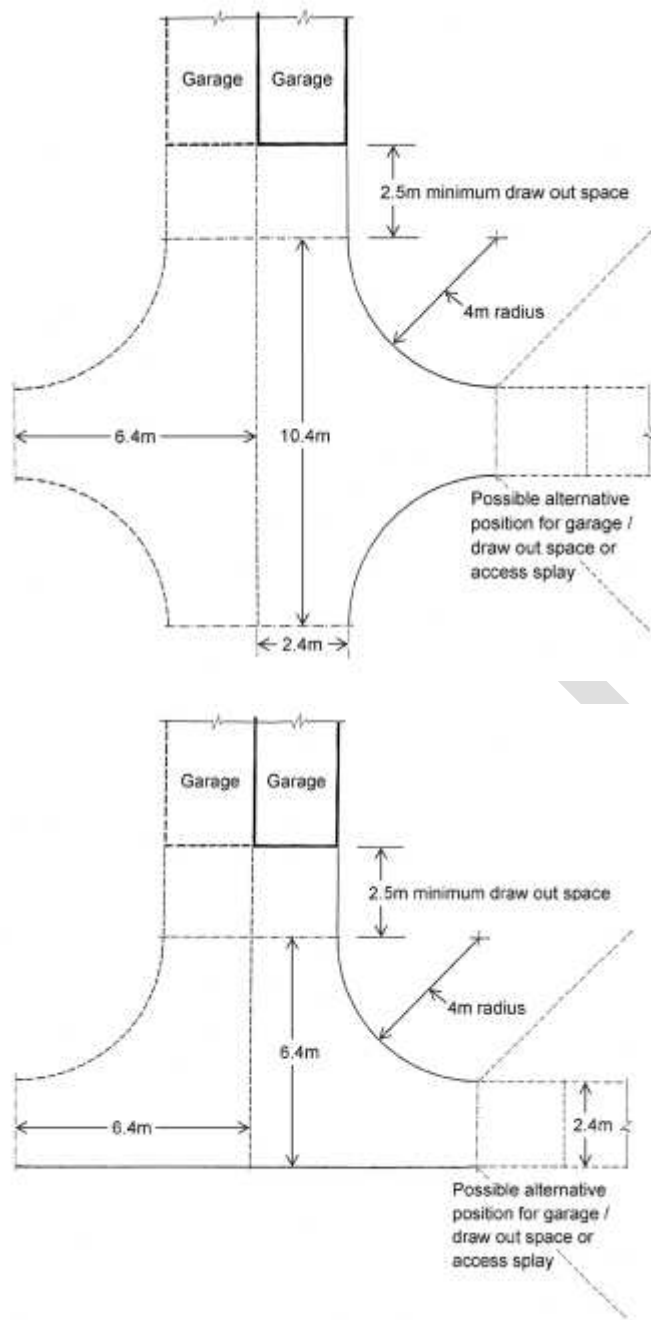 Garage Garage
2.5m minimum draw out space
4m radius
6.4m
10.4m
Possible alternative
position for garage /
draw out space or
access splay
2.4m
Garage Garage
2.5m minimum draw out space
4m radius
6.4m
6.4m
2.4m
Possible alternative
position for garage /
draw out space or
access splay